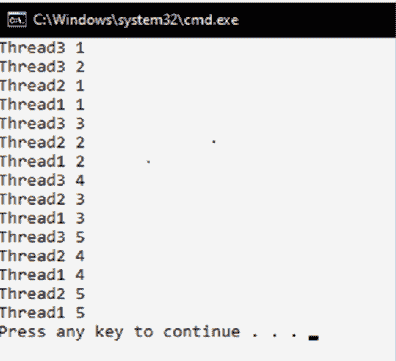 C:\Windows\system32\cmd.exe
Thread3 1
Thread3 2
Thread2 1
Thread1 1
Thread3 3
Thread2 2
Thread1 2
Thread3 4
Thread2 3
Thread1 3
Thread3 5
Thread2 4
Thread1 4
Thread2 5
Thread1 5
Press any key to continue . . .